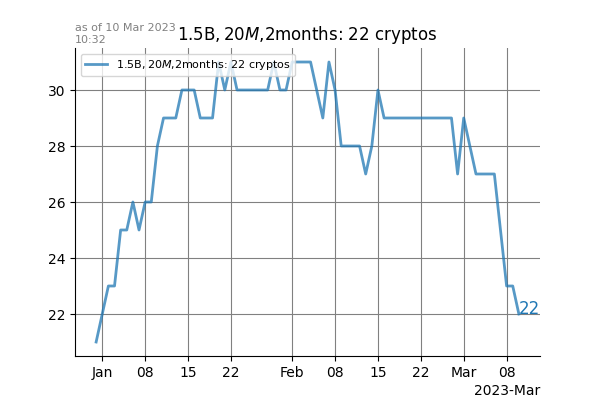 as of 10 Mar 2023
10:32
1.5B, 20M,2months: 22 cryptos
1.5B, 20M,2months: 22 cryptos
30
28
26
24
22
22
Jan 08 15 22 Feb 08 15 22 Mar 08
2023-Mar